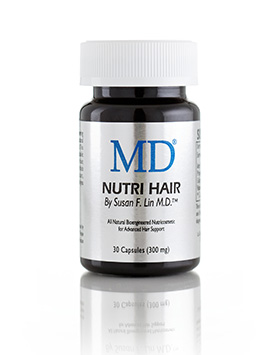 MD®
NUTRI HAIR
By Susan F. Lin M.D.™
All Natural Bioengineered Nutricosmetic
for Advanced Hair Support
30 Capsules (300 mg)